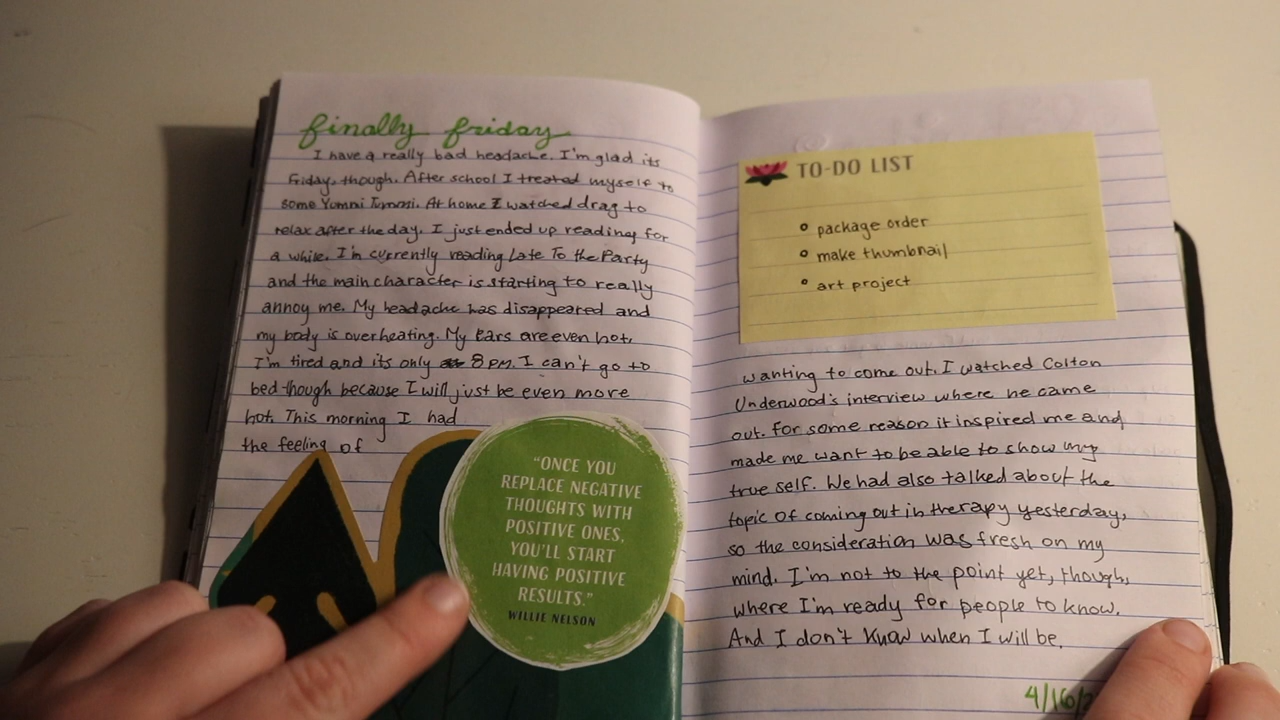 finally friday
I have a really bad headache. I'm glad its
Friday, though. After school I treated myself to
some Yummi Tummi. At home I watched drag to
relax after the day. I just ended up reading for
a while. I'm currently reading Late To the Party
and the main character is starting to really
annoy me. My headache has disappeared and
my body is overheating. My Ears are even hot.
I'm tired and its only 8 PM. I can't go to
bed though because I will just be even more
hot. This morning I had
the feeling of
"ONCE YOU
REPLACE NEGATIVE
THOUGHTS WITH
POSITIVE ONES,
YOU'LL START
HAVING POSITIVE
RESULTS."
WILLIE NELSON
TO-DO LIST
package order
make thumbnail
art project
wanting to come out. I watched Colton
Underwood's interview where he came
out. For some reason it inspired me and
made me want to be able to show my
true self. We had also talked about the
topic of coming out in therapy yesterday,
so the consideration was fresh on my
mind. I'm not to the point yet, though,
where I'm ready for people to know.
And I don't know when I will be.
4/16/2